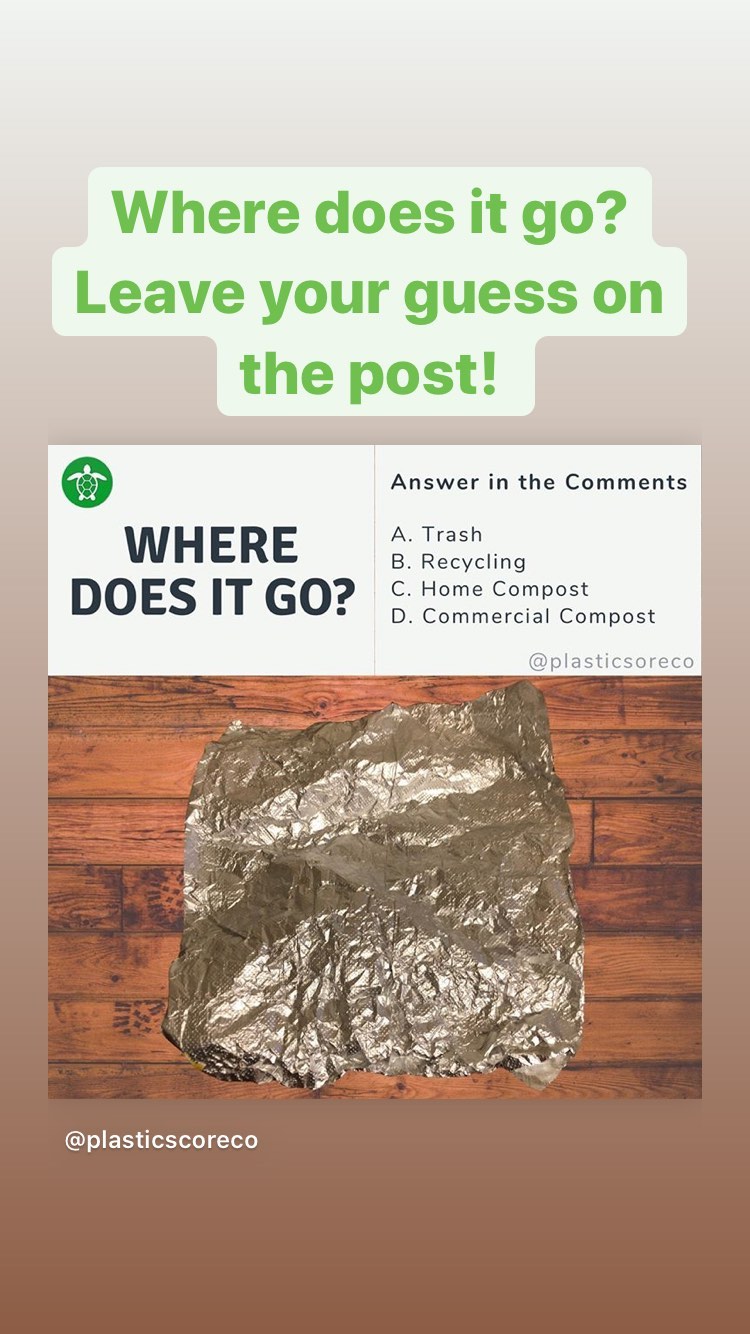 Where does it go?
Leave your guess on
the post!
WHERE
DOES IT GO?
Answer in the Comments
A. Trash
B. Recycling
C. Home Compost
D. Commercial Compost
@plasticsoreco
@plasticscoreco